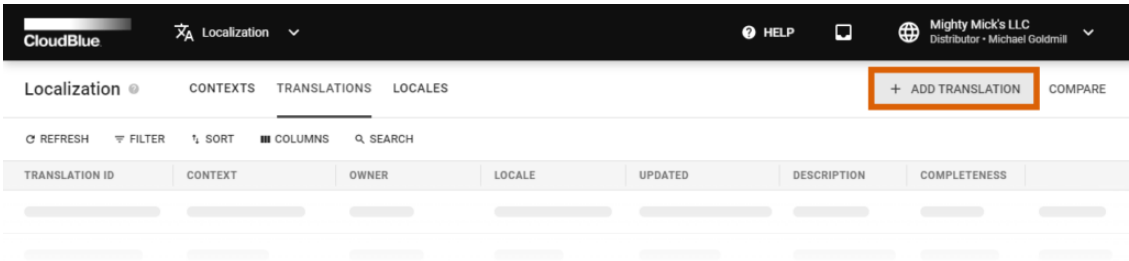 CloudBlue. Localization HELP Mighty Mick's LLC
Distributor • Michael Goldmill
Localization CONTEXTS TRANSLATIONS LOCALES + ADD TRANSLATION COMPARE
REFRESH FILTER SORT COLUMNS SEARCH
TRANSLATION ID CONTEXT OWNER LOCALE UPDATED DESCRIPTION COMPLETENESS